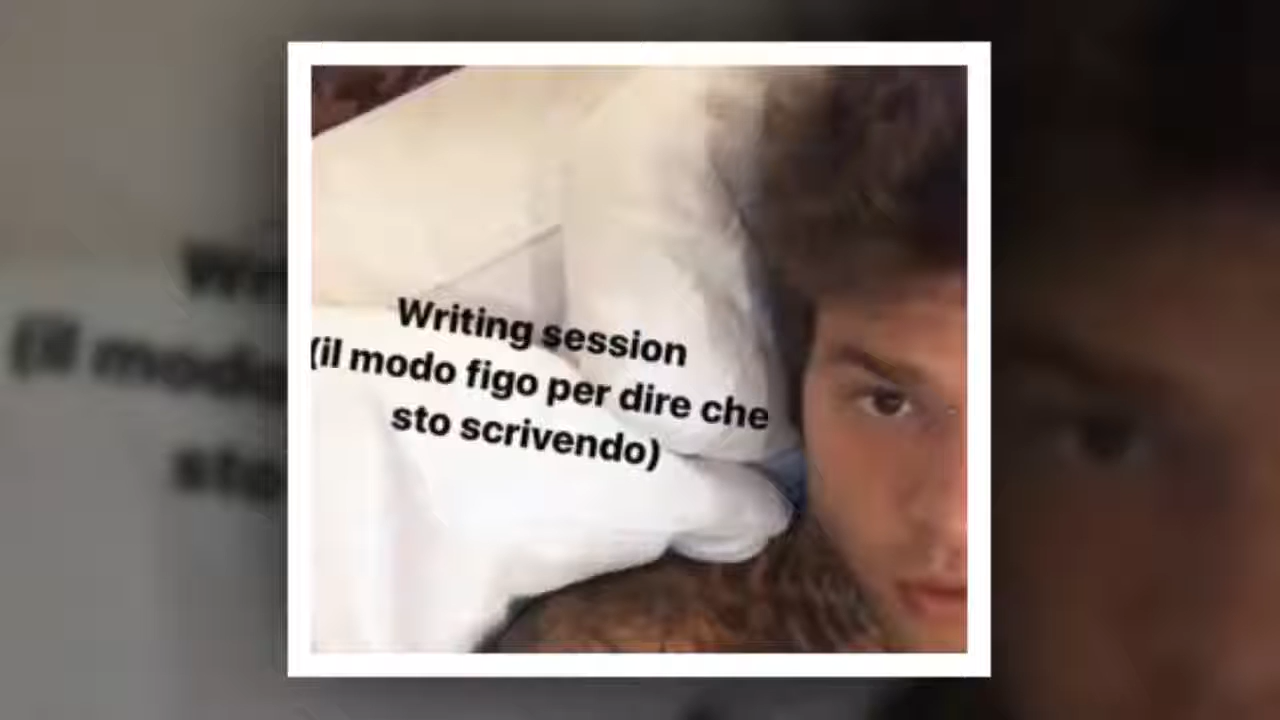 Writing session
(il modo figo per dire che
sto scrivendo)